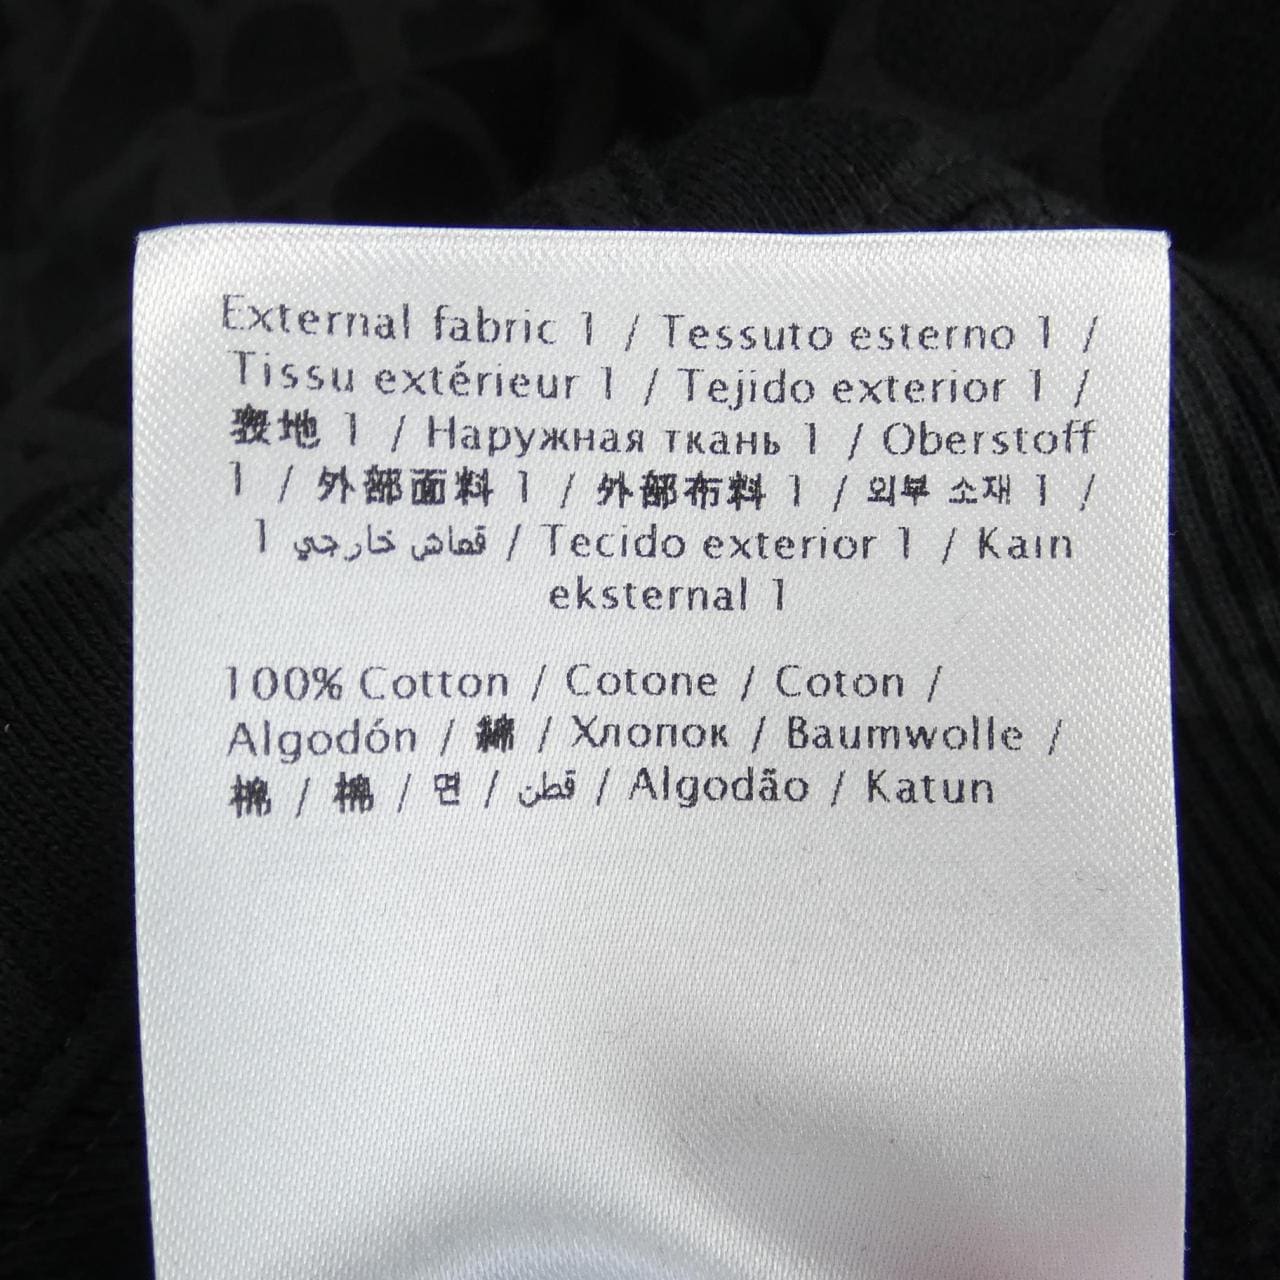 External fabric 1 / Tessuto esterno 1 /
Tissu extérieur 1 / Tejido exterior 1 /
表地 1 / Наружная ткань 1 / Oberstoff
1 / 外部面料 1 / 外部布料 1 / 외부 소재 1 /
قماش خارجي 1 / Tecido exterior 1 / Kain
eksternal 1
100% Cotton / Cotone / Coton /
Algodón / 綿 / Хлопок / Baumwolle /
棉 / 棉 / 면 / قطن / Algodão / Katun